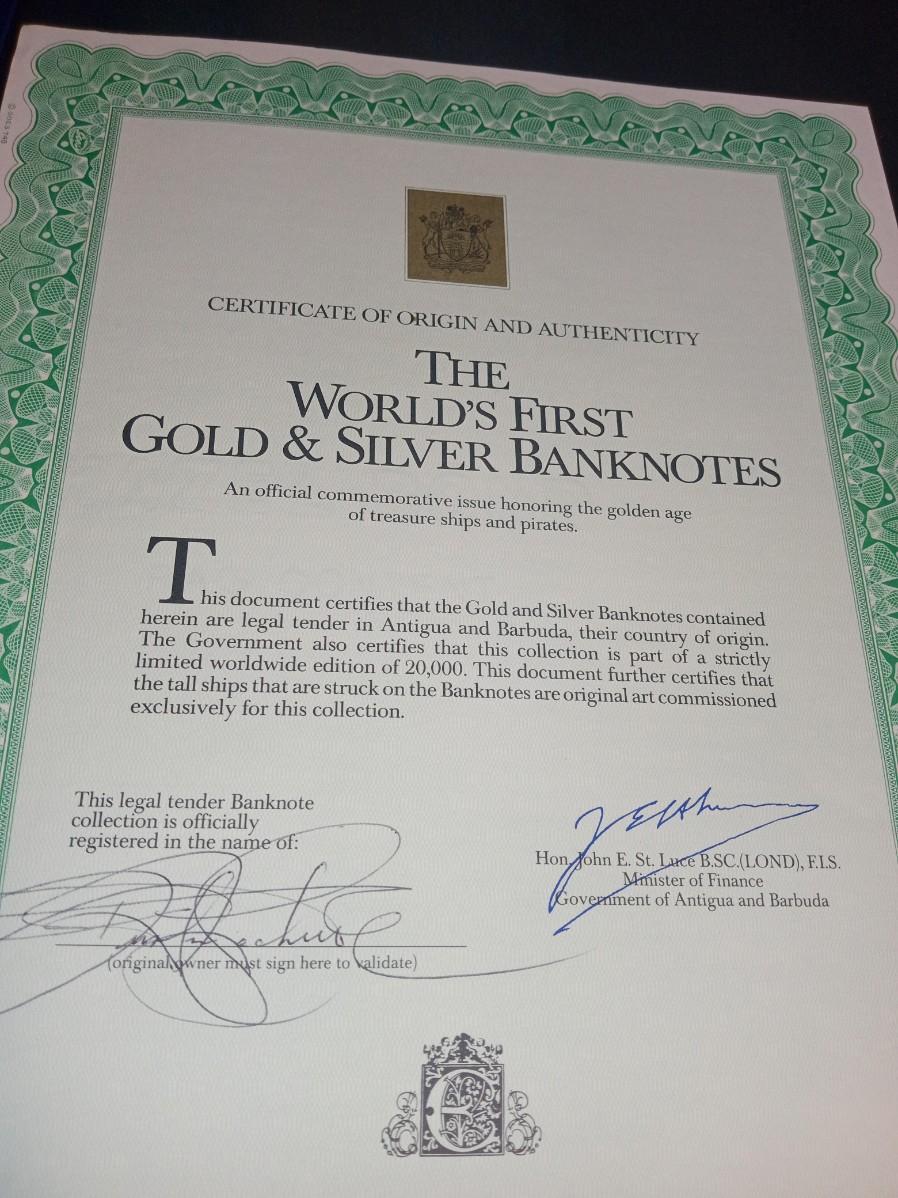 CERTIFICATE OF ORIGIN AND AUTHENTICITY
THE
WORLD'S FIRST
GOLD & SILVER BANKNOTES
An official commemorative issue honoring the golden age
of treasure ships and pirates.
This document certifies that the Gold and Silver Banknotes contained
herein are legal tender in Antigua and Barbuda, their country of origin.
The Government also certifies that this collection is part of a strictly
limited worldwide edition of 20,000. This document further certifies that
the tall ships that are struck on the Banknotes are original art commissioned
exclusively for this collection.
This legal tender Banknote
collection is officially
registered in the name of:
(original owner must sign here to validate)
Hon. John E. St. Luce B.SC.(LOND), F.I.S.
Minister of Finance
Government of Antigua and Barbuda